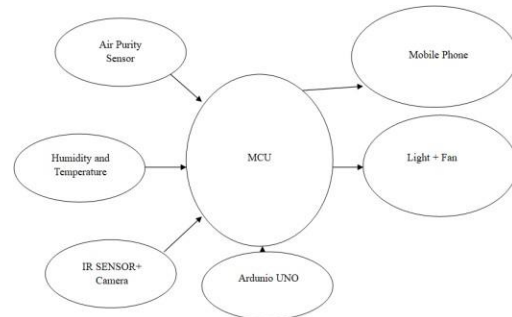 Air Purity
Sensor
Mobile Phone
Humidity and
Temperature
MCU
Light + Fan
IR SENSOR+
Camera
Ardunio UNO